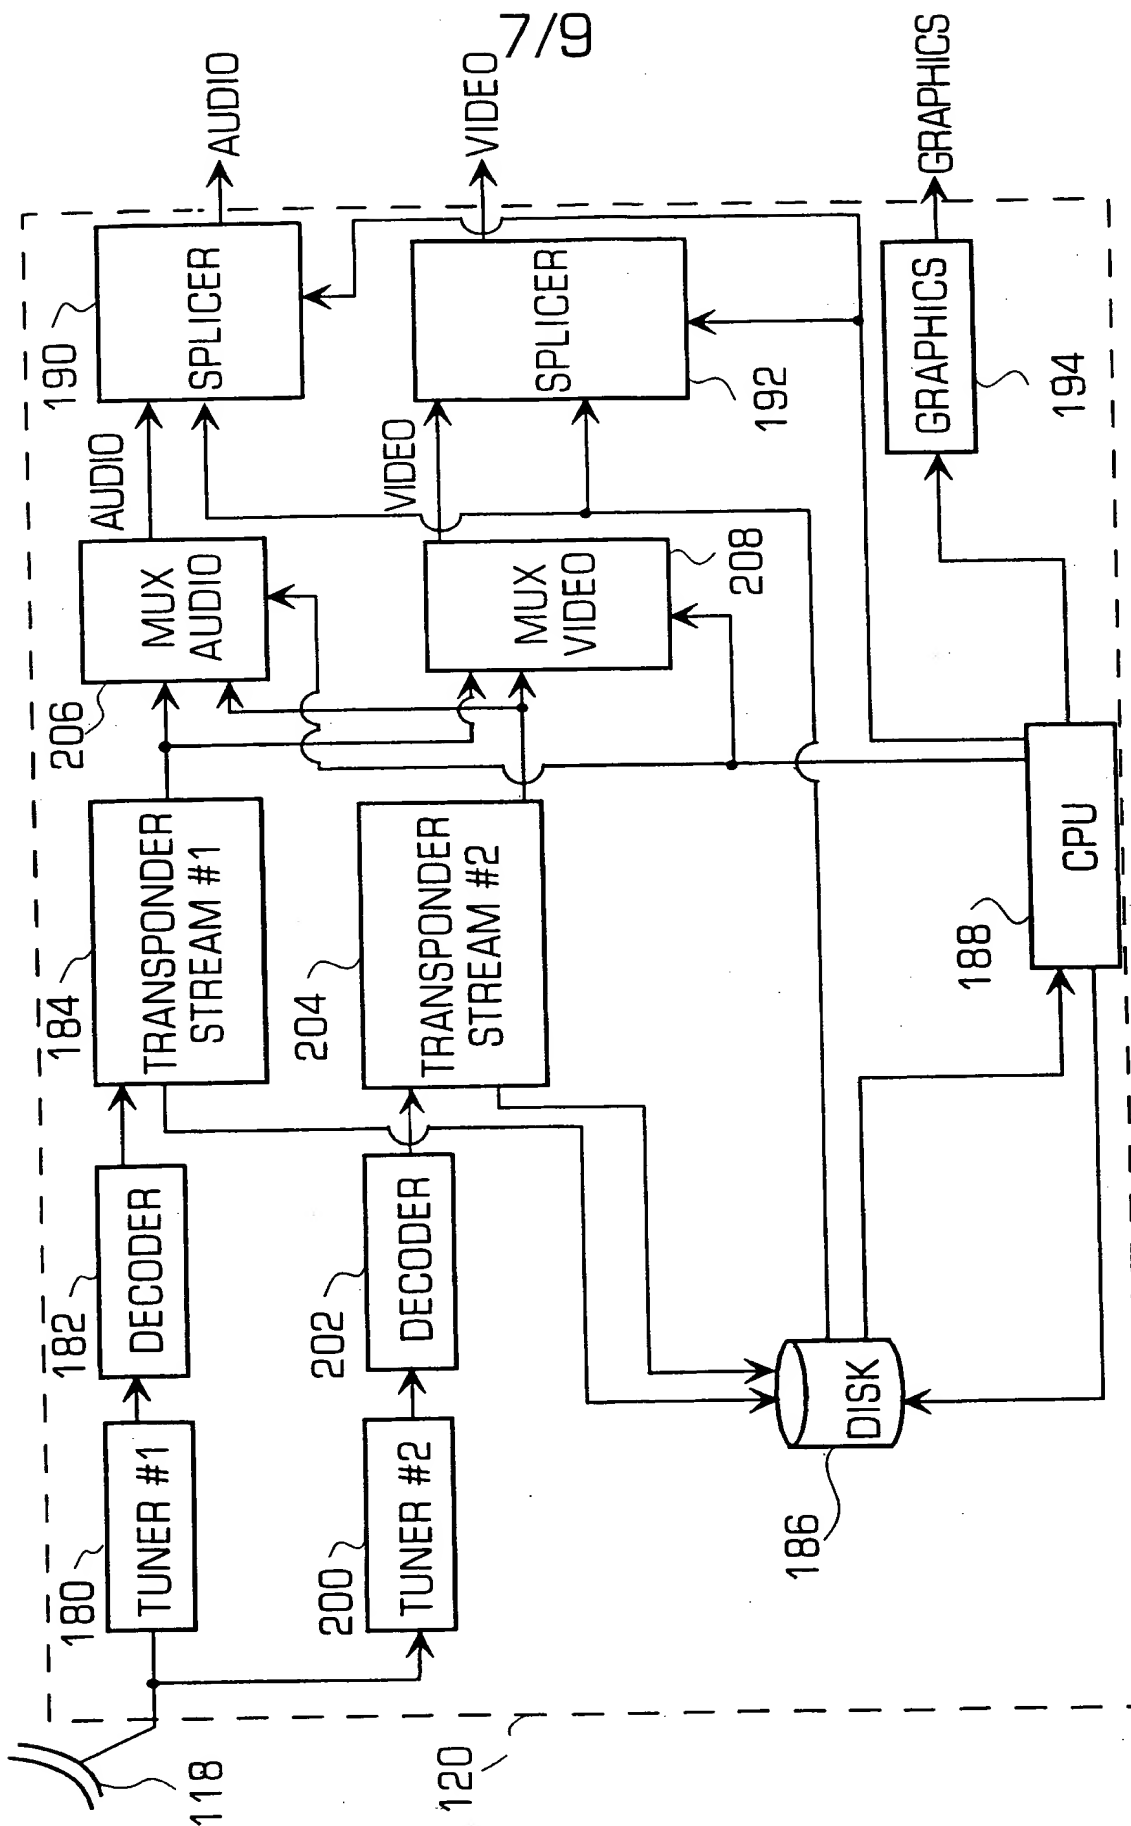 7/9
118
120
180
TUNER #1
182
DECODER
184
TRANSPONDER
STREAM #1
206
MUX
AUDIO
AUDIO
190
SPLICER
AUDIO
200
TUNER #2
202
DECODER
204
TRANSPONDER
STREAM #2
MUX
VIDEO
208
VIDEO
SPLICER
192
VIDEO
186
DISK
188
CPU
GRAPHICS
194
GRAPHICS